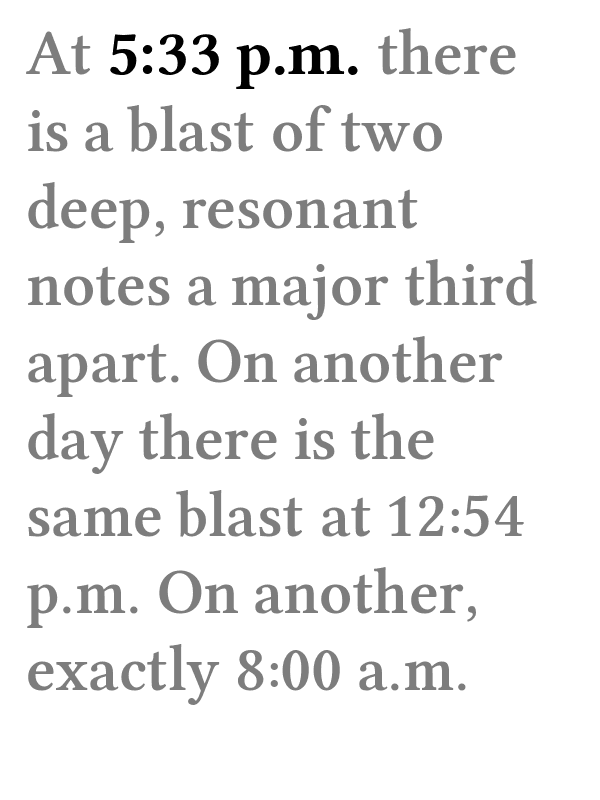 At 5:33 p.m. there
is a blast of two
deep, resonant
notes a major third
apart. On another
day there is the
same blast at 12:54
p.m. On another,
exactly 8:00 a.m.